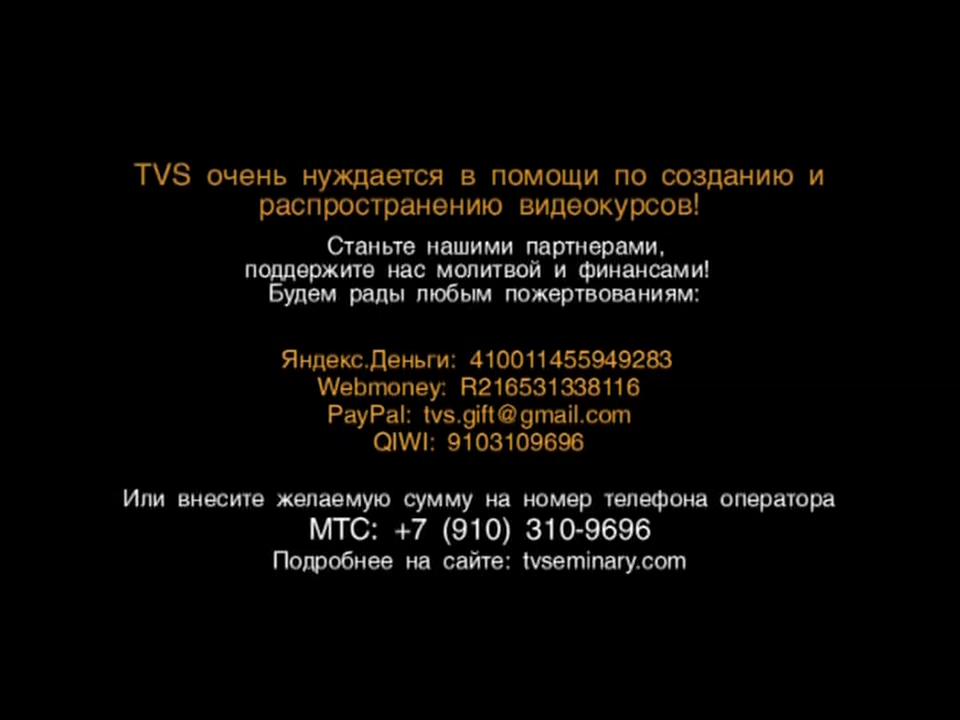 TVS очень нуждается в помощи по созданию и
распространению видеокурсов!
Станьте нашими партнерами,
поддержите нас молитвой и финансами!
Будем рады любым пожертвованиям:
Яндекс.Деньги: 410011455949283
Webmoney: R216531338116
PayPal: tvs.gift@gmail.com
QIWI: 9103109696
Или внесите желаемую сумму на номер телефона оператора
МТС: +7 (910) 310-9696
Подробнее на сайте: tvseminary.com